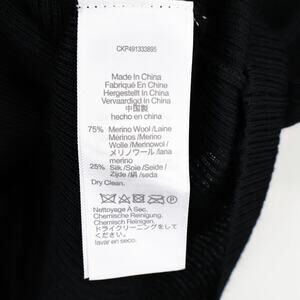 CKP491333895
Made In China
Fabriqué En Chine
Hergestellt In China
Vervaardigd In China
中国製
hecho en china
75% Merino Wool /Laine
Mérinos /Merino
Wolle /Merinowol /
メリノウール /lana
merino
25% Silk /Soie /Seide /
Zijde /絹 /seda
Dry Clean.
Nettoyage À Sec.
Chemische Reinigung.
Chemisch Reinigen.
ドライクリーニングをして
ください。
lavar en seco.